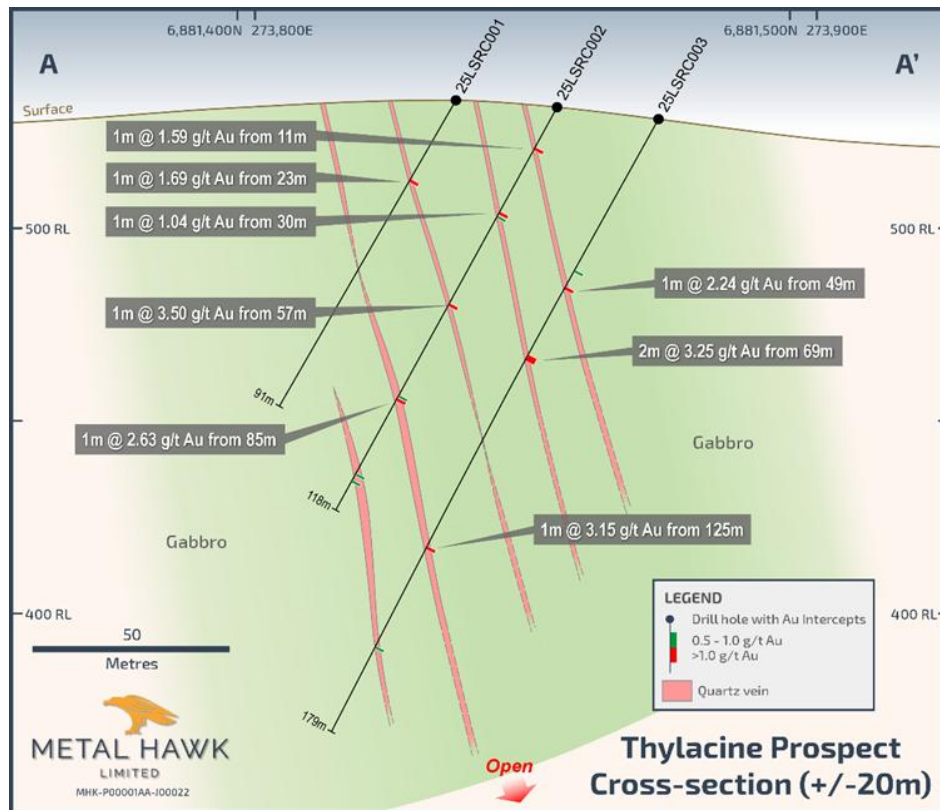 6,881,400N 273,800E
6,881,500N 273,900E
A
A'
25LSRC001
25LSRC002
25LSRC003
Surface
1m @ 1.59 g/t Au from 11m
1m @ 1.69 g/t Au from 23m
1m @ 1.04 g/t Au from 30m
500 RL
500 RL
1m @ 2.24 g/t Au from 49m
1m @ 3.50 g/t Au from 57m
2m @ 3.25 g/t Au from 69m
91m
1m @ 2.63 g/t Au from 85m
Gabbro
118m
1m @ 3.15 g/t Au from 125m
Gabbro
400 RL
400 RL
LEGEND
Drill hole with Au Intercepts
0.5 - 1.0 g/t Au
>1.0 g/t Au
Quartz vein
50
Metres
179m
METAL HAWK
LIMITED
MHK-P00001AA-J00022
Open
Thylacine Prospect
Cross-section (+/-20m)